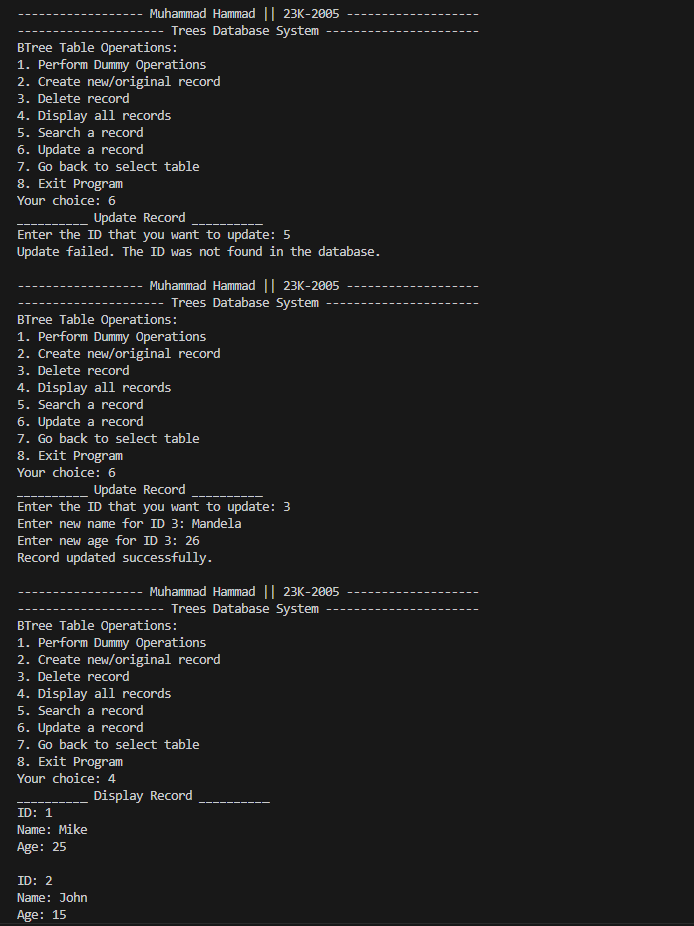 ------------------ Muhammad Hammad || 23K-2005 -------------------
--------------------- Trees Database System ----------------------
BTree Table Operations:
1. Perform Dummy Operations
2. Create new/original record
3. Delete record
4. Display all records
5. Search a record
6. Update a record
7. Go back to select table
8. Exit Program
Your choice: 6
__________ Update Record __________
Enter the ID that you want to update: 5
Update failed. The ID was not found in the database.

------------------ Muhammad Hammad || 23K-2005 -------------------
--------------------- Trees Database System ----------------------
BTree Table Operations:
1. Perform Dummy Operations
2. Create new/original record
3. Delete record
4. Display all records
5. Search a record
6. Update a record
7. Go back to select table
8. Exit Program
Your choice: 6
__________ Update Record __________
Enter the ID that you want to update: 3
Enter new name for ID 3: Mandela
Enter new age for ID 3: 26
Record updated successfully.

------------------ Muhammad Hammad || 23K-2005 -------------------
--------------------- Trees Database System ----------------------
BTree Table Operations:
1. Perform Dummy Operations
2. Create new/original record
3. Delete record
4. Display all records
5. Search a record
6. Update a record
7. Go back to select table
8. Exit Program
Your choice: 4
__________ Display Record __________
ID: 1
Name: Mike
Age: 25

ID: 2
Name: John
Age: 15